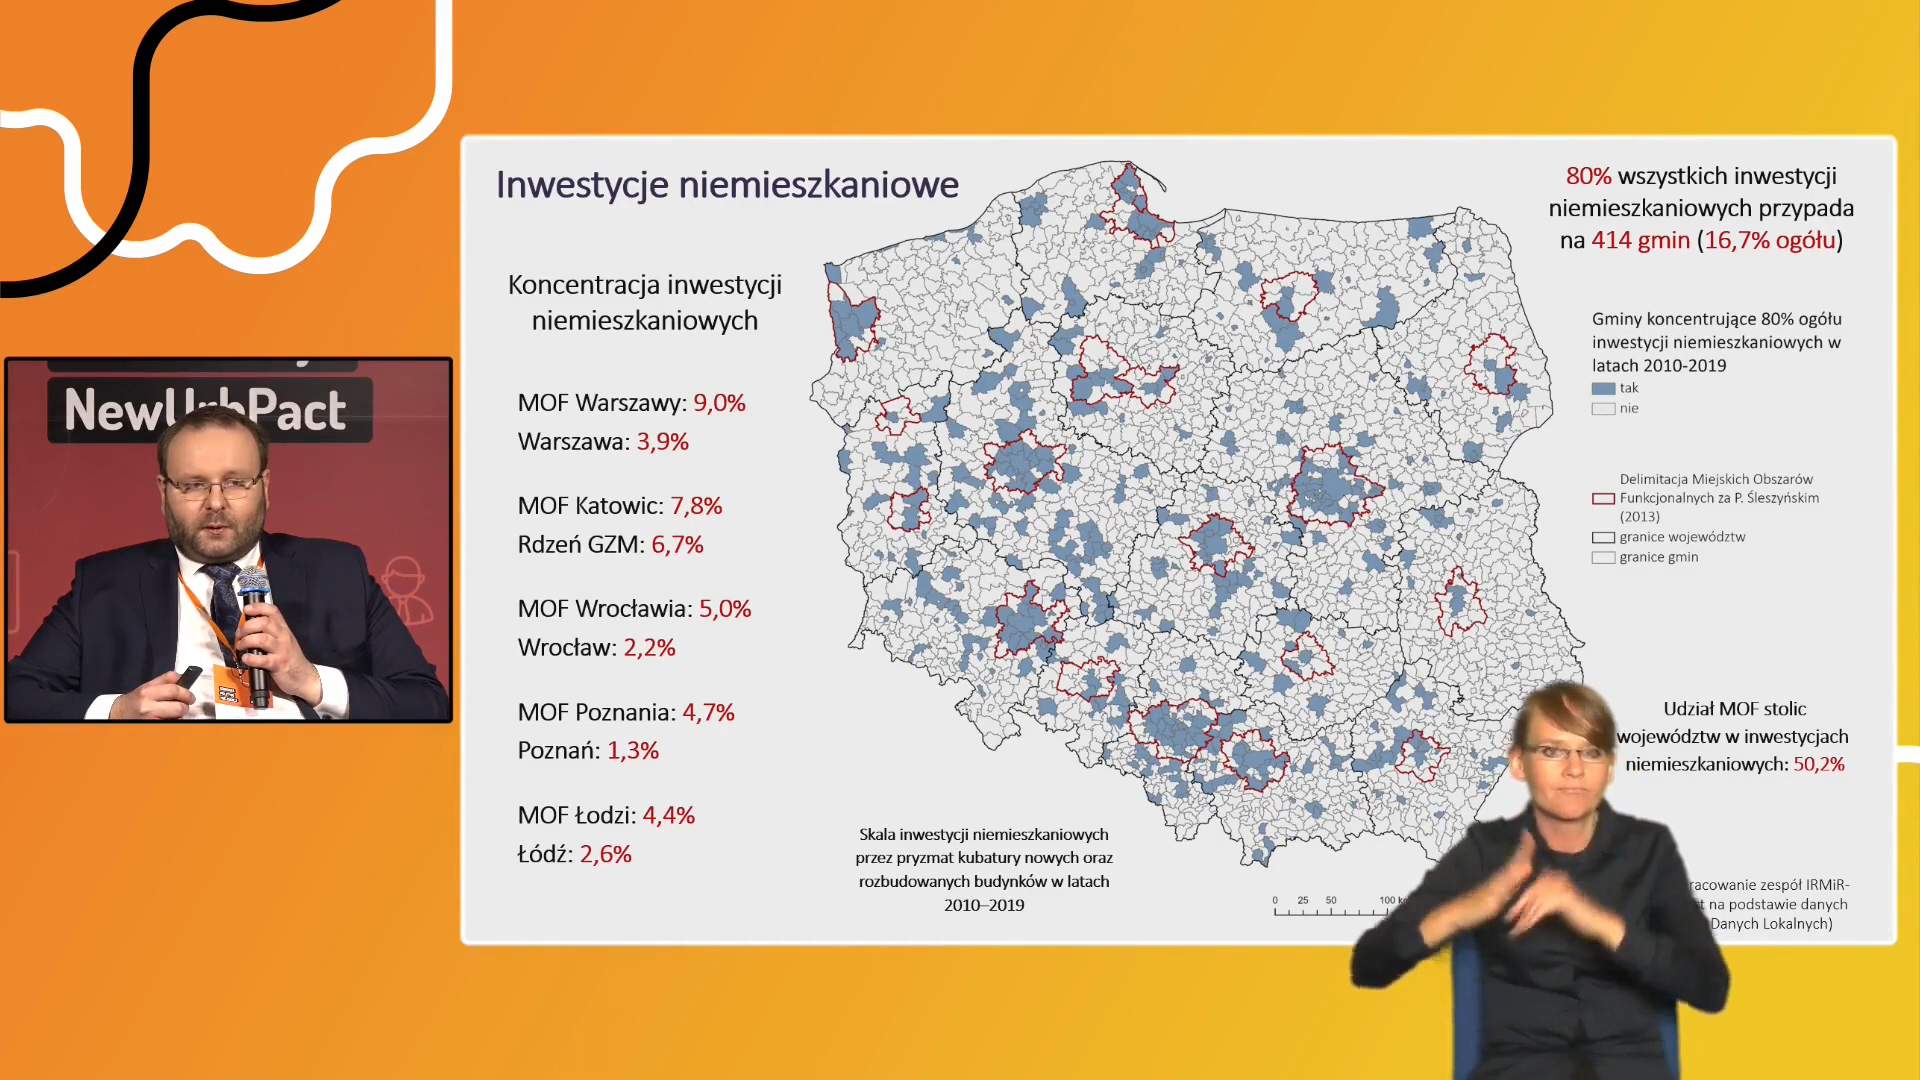 NewUrbPact
Inwestycje niemieszkaniowe
Koncentracja inwestycji
niemieszkaniowych
MOF Warszawy: 9,0%
Warszawa: 3,9%
MOF Katowic: 7,8%
Rdzeń GZM: 6,7%
MOF Wrocławia: 5,0%
Wrocław: 2,2%
MOF Poznania: 4,7%
Poznań: 1,3%
MOF Łodzi: 4,4%
Łódź: 2,6%
Skala inwestycji niemieszkaniowych
przez pryzmat kubatury nowych oraz
rozbudowanych budynków w latach
2010–2019
80% wszystkich inwestycji
niemieszkaniowych przypada
na 414 gmin (16,7% ogółu)
Gminy koncentrujące 80% ogółu
inwestycji niemieszkaniowych w
latach 2010-2019
tak
nie
Delimitacja Miejskich Obszarów
Funkcjonalnych za P. Śleszyńskim
(2013)
granice województw
granice gmin
Udział MOF stolic
województw w inwestycjach
niemieszkaniowych: 50,2%
0 25 50 100
zespół IRMiR-
na podstawie danych
Danych Lokalnych)